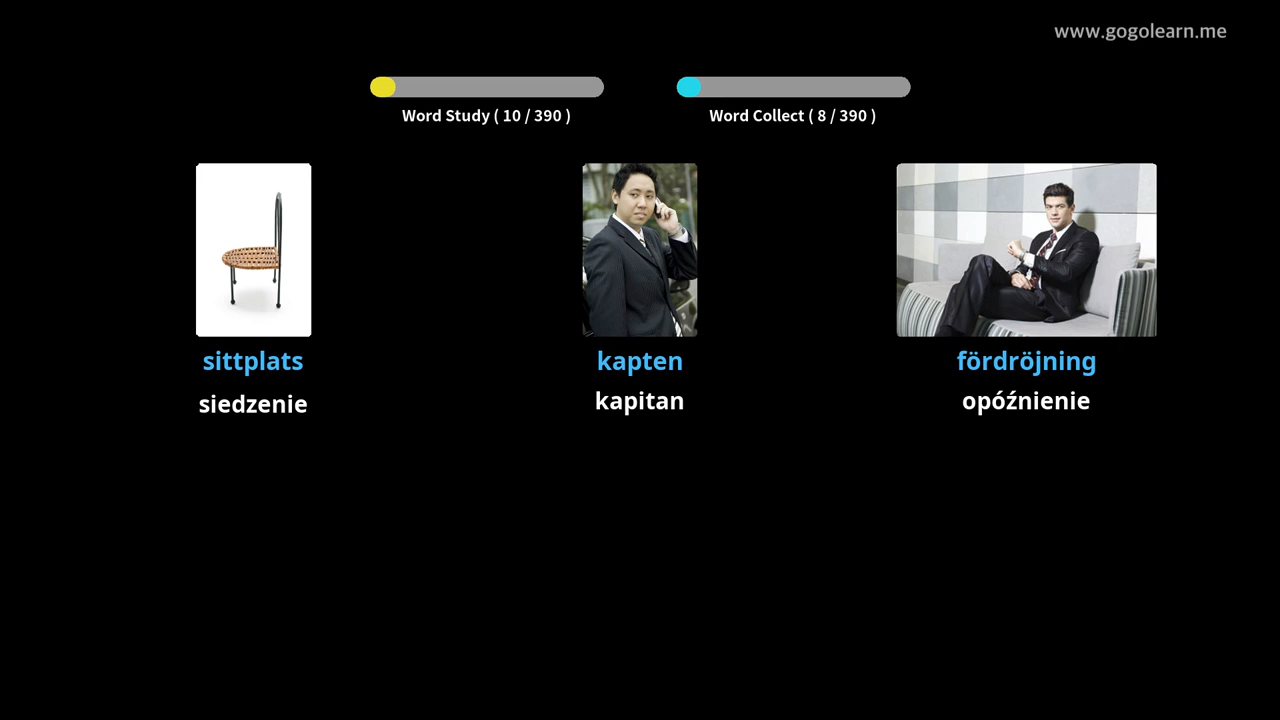 www.gogolearn.me
Word Study ( 10 / 390 )
Word Collect ( 8 / 390 )
sittplats
siedzenie
kapten
kapitan
fördröjning
opóźnienie